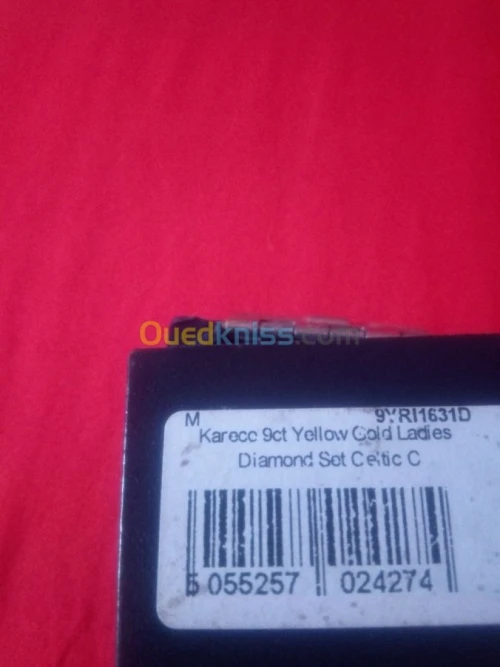 Ouedkniss.com
M 9YRI1631D
Karecc 9ct Yellow Gold Ladies
Diamond Set Celtic C
5 055257 024274